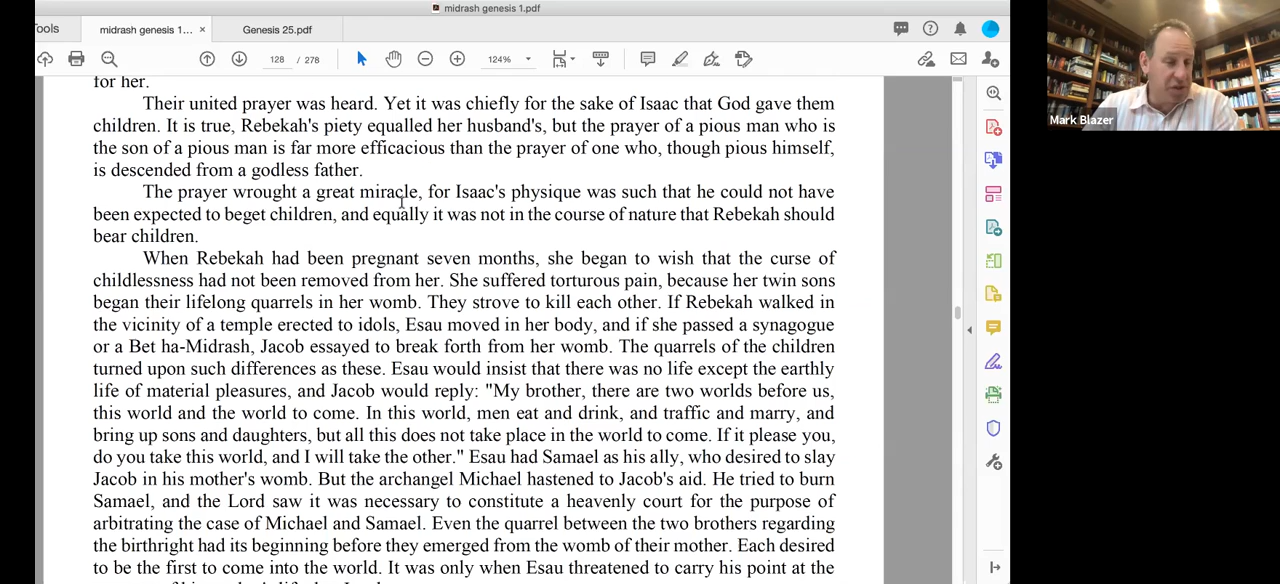 midrash genesis 1.pdf
ools
midrash genesis 1...
×
Genesis 25.pdf
128 / 278
124%
for her.
Their united prayer was heard. Yet it was chiefly for the sake of Isaac that God gave them
children. It is true, Rebekah's piety equalled her husband's, but the prayer of a pious man who is
the son of a pious man is far more efficacious than the prayer of one who, though pious himself,
is descended from a godless father.
The prayer wrought a great miracle, for Isaac's physique was such that he could not have
been expected to beget children, and equally it was not in the course of nature that Rebekah should
bear children.
When Rebekah had been pregnant seven months, she began to wish that the curse of
childlessness had not been removed from her. She suffered torturous pain, because her twin sons
began their lifelong quarrels in her womb. They strove to kill each other. If Rebekah walked in
the vicinity of a temple erected to idols, Esau moved in her body, and if she passed a synagogue
or a Bet ha-Midrash, Jacob essayed to break forth from her womb. The quarrels of the children
turned upon such differences as these. Esau would insist that there was no life except the earthly
life of material pleasures, and Jacob would reply: "My brother, there are two worlds before us,
this world and the world to come. In this world, men eat and drink, and traffic and marry, and
bring up sons and daughters, but all this does not take place in the world to come. If it please you,
do you take this world, and I will take the other." Esau had Samael as his ally, who desired to slay
Jacob in his mother's womb. But the archangel Michael hastened to Jacob's aid. He tried to burn
Samael, and the Lord saw it was necessary to constitute a heavenly court for the purpose of
arbitrating the case of Michael and Samael. Even the quarrel between the two brothers regarding
the birthright had its beginning before they emerged from the womb of their mother. Each desired
to be the first to come into the world. It was only when Esau threatened to carry his point at the
Mark Blazer